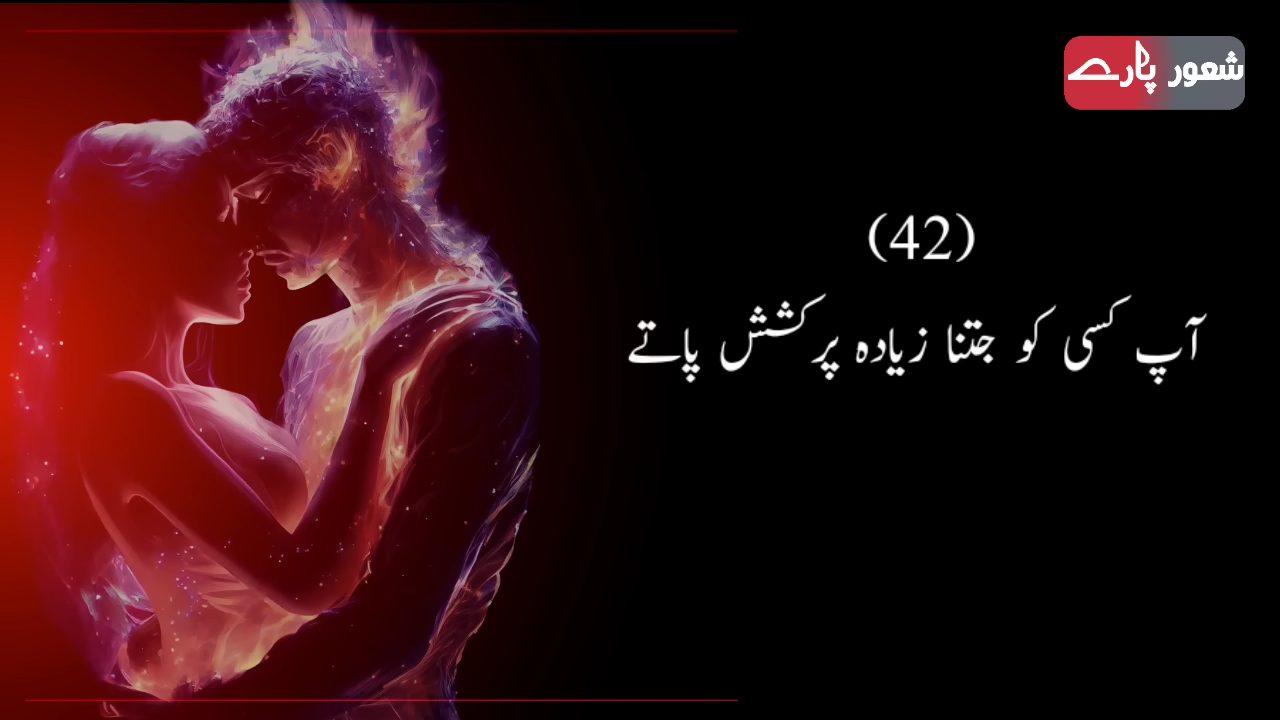 شعور پارے
(42)
آپ کسی کو جتنا زیادہ پرکشش پاتے